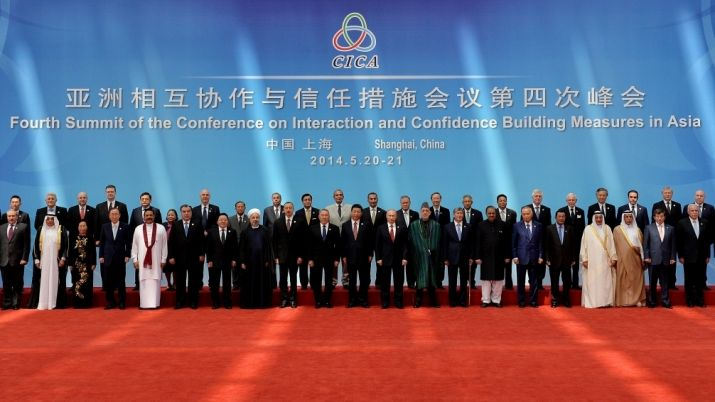 CICA
亚洲相互协作与信任措施会议第四次峰会
Fourth Summit of the Conference on Interaction and Confidence Building Measures in Asia
中国 上海 Shanghai, China
2014.5.20-21